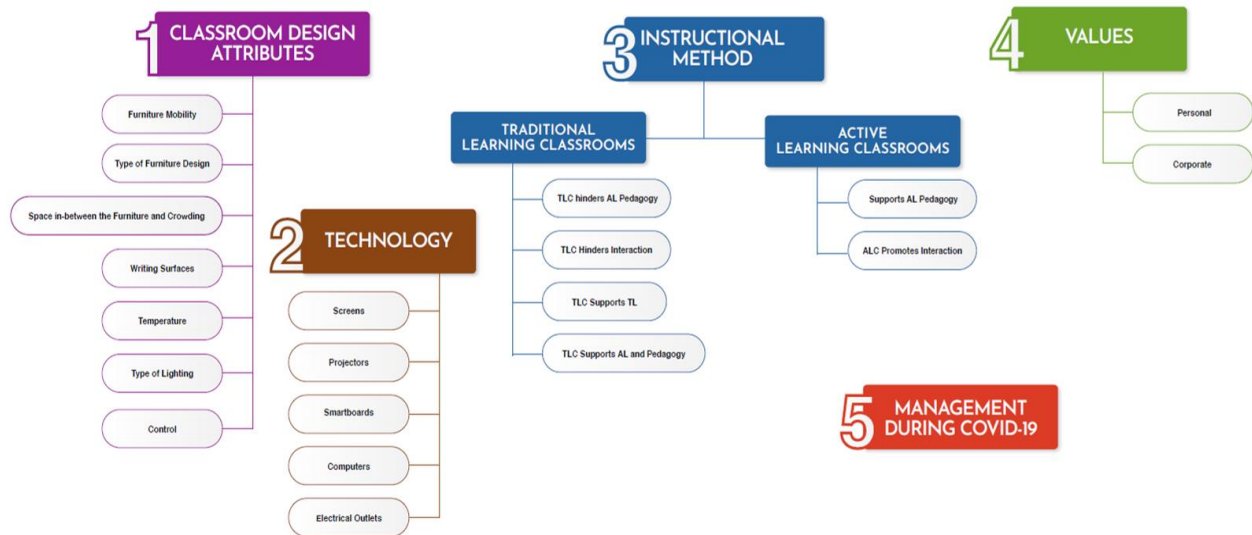 1
CLASSROOM DESIGN
ATTRIBUTES
Furniture Mobility
Type of Furniture Design
Space in-between the Furniture and Crowding
Writing Surfaces
Temperature
Type of Lighting
Control
2
TECHNOLOGY
Screens
Projectors
Smartboards
Computers
Electrical Outlets
3
INSTRUCTIONAL
METHOD
TRADITIONAL
LEARNING CLASSROOMS
TLC hinders AL Pedagogy
TLC Hinders Interaction
TLC Supports TL
TLC Supports AL and Pedagogy
ACTIVE
LEARNING CLASSROOMS
Supports AL Pedagogy
ALC Promotes Interaction
4
VALUES
Personal
Corporate
5
MANAGEMENT
DURING COVID-19